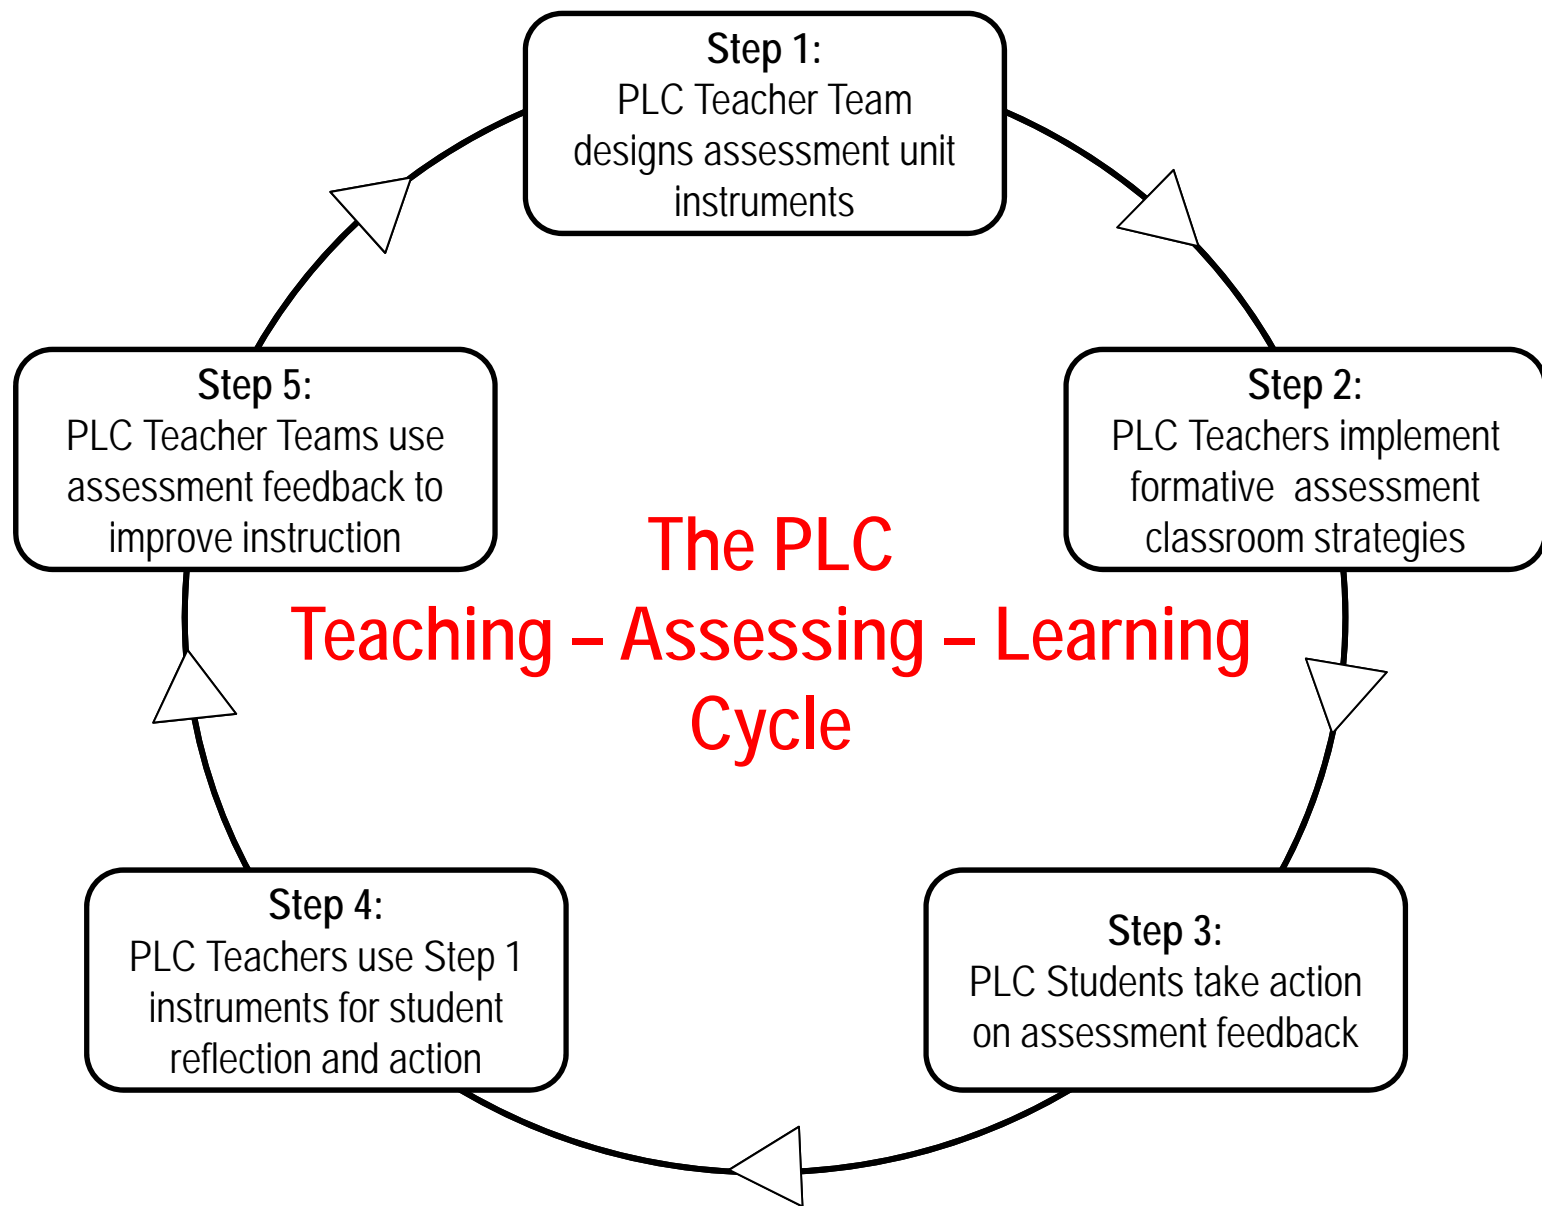 Step 1:
PLC Teacher Team
designs assessment unit
instruments
Step 2:
PLC Teachers implement
formative  assessment
classroom strategies
Step 3:
PLC Students take action
on assessment feedback
Step 4:
PLC Teachers use Step 1
instruments for student
reflection and action
Step 5:
PLC Teacher Teams use
assessment feedback to
improve instruction
The PLC
Teaching – Assessing – Learning
Cycle